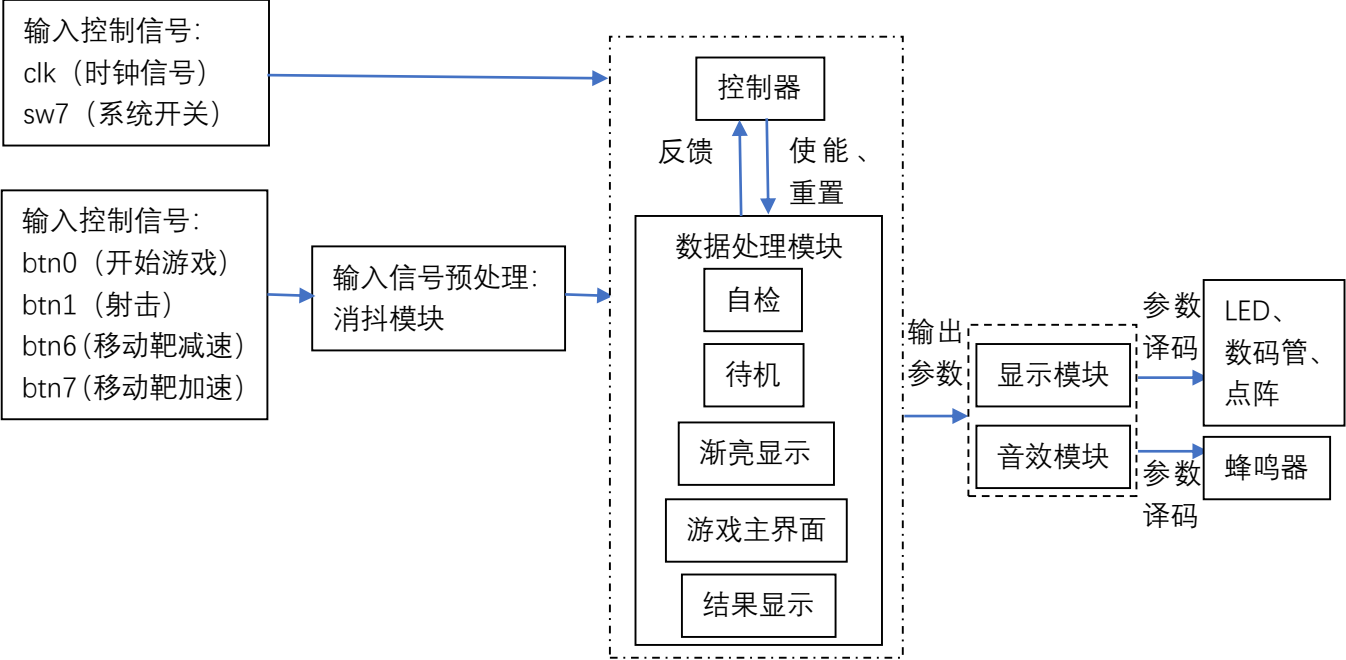 输入控制信号：
clk（时钟信号）
sw7（系统开关）
输入控制信号：
btn0（开始游戏）
btn1（射击）
btn6（移动靶减速）
btn7（移动靶加速）
输入信号预处理：
消抖模块
控制器
反馈
使能、
重置
数据处理模块
自检
待机
渐亮显示
游戏主界面
结果显示
输出
参数
显示模块
音效模块
参数
译码
LED、
数码管、
点阵
参数
译码
蜂鸣器